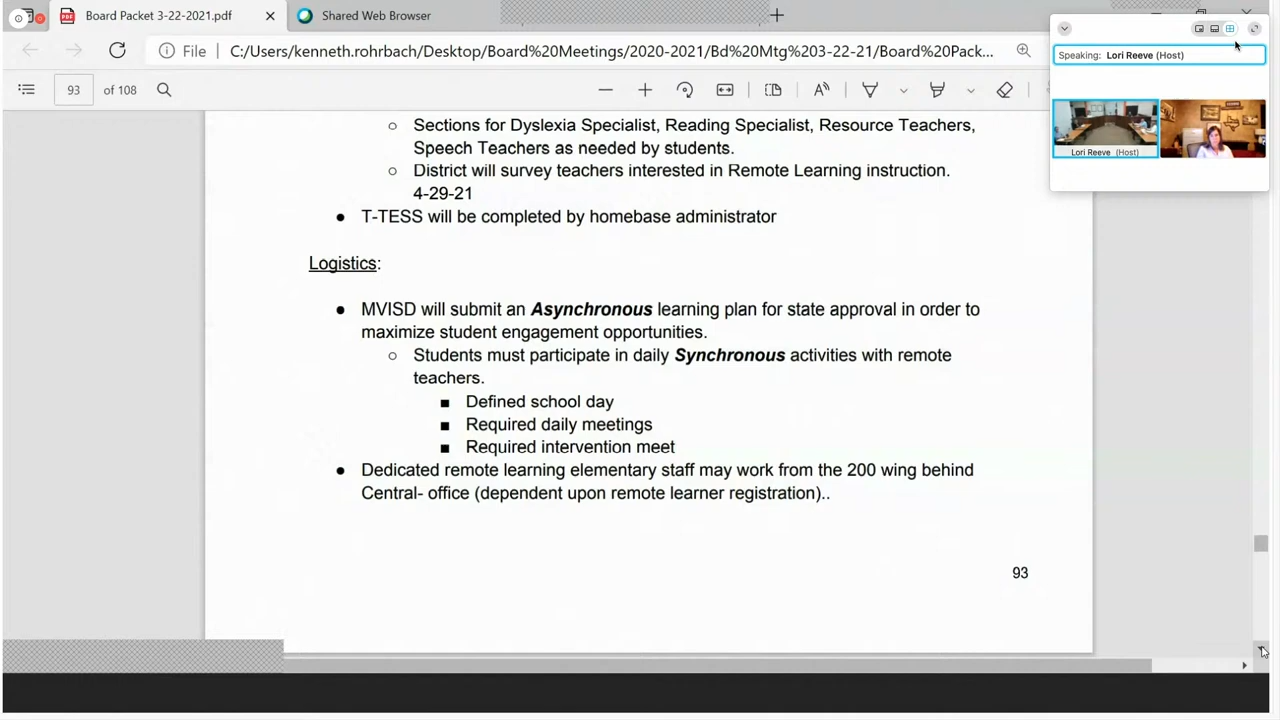 Board Packet 3-22-2021.pdf
Shared Web Browser
File C:/Users/kenneth.rohrbach/Desktop/Board%20Meetings/2020-2021/Bd%20Mtg%203-22-21/Board%20Pack...
93 of 108
Speaking: Lori Reeve (Host)
Lori Reeve (Host)
○ Sections for Dyslexia Specialist, Reading Specialist, Resource Teachers,
Speech Teachers as needed by students.
○ District will survey teachers interested in Remote Learning instruction.
4-29-21
● T-TESS will be completed by homebase administrator
Logistics:
● MVISD will submit an Asynchronous learning plan for state approval in order to
maximize student engagement opportunities.
○ Students must participate in daily Synchronous activities with remote
teachers.
■ Defined school day
■ Required daily meetings
■ Required intervention meet
● Dedicated remote learning elementary staff may work from the 200 wing behind
Central- office (dependent upon remote learner registration)..
93